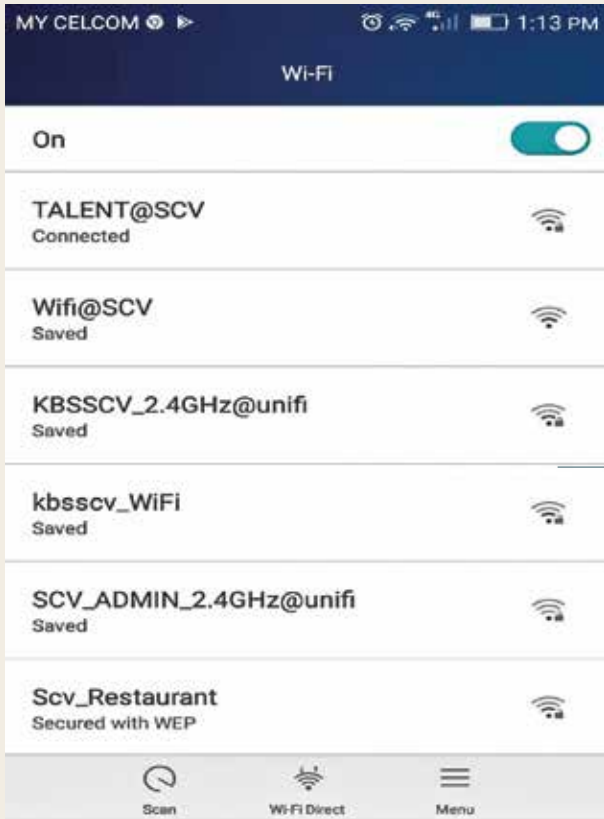 MY CELCOM 4G 1:13 PM
Wi-Fi
On
TALENT@SCV
Connected
Wifi@SCV
Saved
KBSSCV_2.4GHz@unifi
Saved
kbsscv_WiFi
Saved
SCV_ADMIN_2.4GHz@unifi
Saved
Scv_Restaurant
Secured with WEP
Scan Wi-Fi Direct Menu